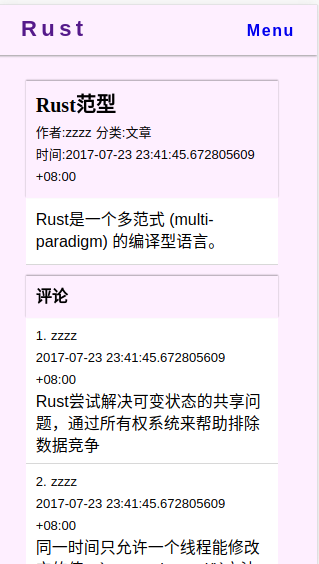 Rust
Menu
Rust范型
作者:zzzz 分类:文章
时间:2017-07-23 23:41:45.672805609
+08:00
Rust是一个多范式 (multi-
paradigm) 的编译型语言。
评论
1. zzzz
2017-07-23 23:41:45.672805609
+08:00
Rust尝试解决可变状态的共享问
题，通过所有权系统来帮助排除
数据竞争
2. zzzz
2017-07-23 23:41:45.672805609
+08:00
同一时间只允许一个线程能修改